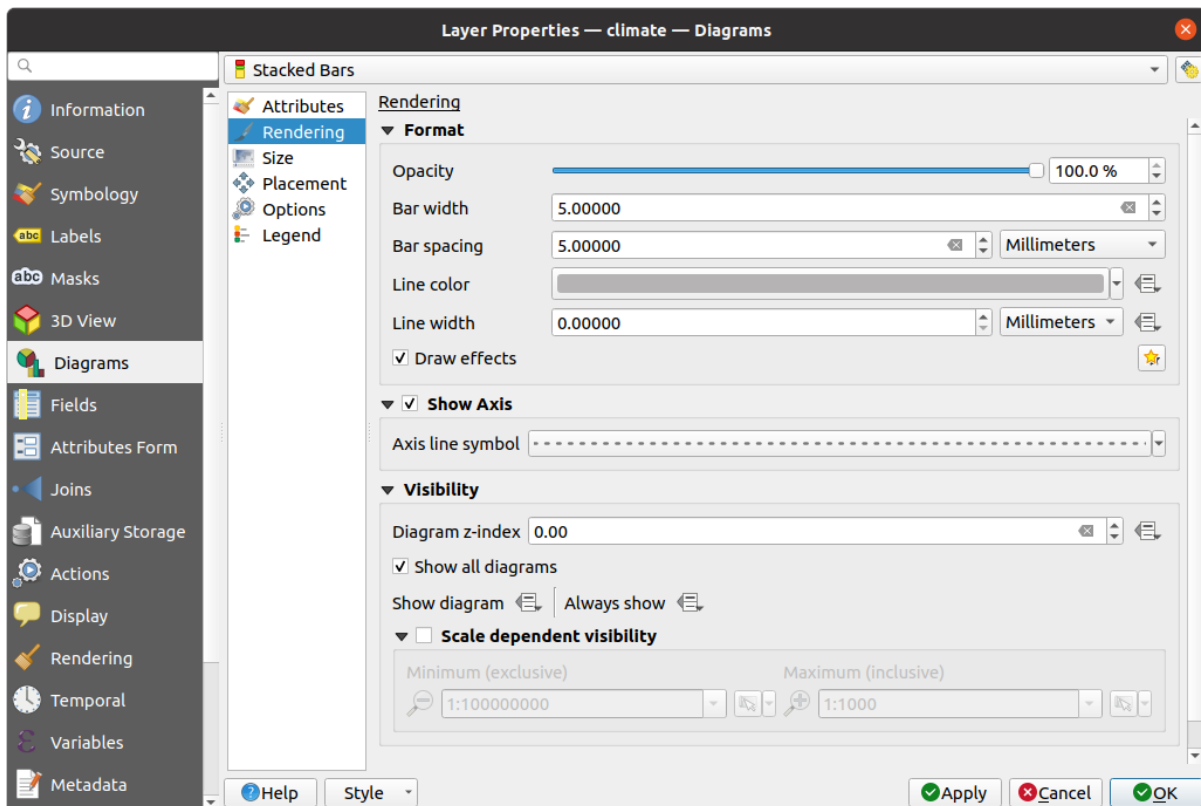 Layer Properties — climate — Diagrams
Stacked Bars
Information
Source
Symbology
abc Labels
abc Masks
3D View
Diagrams
Fields
Attributes Form
Joins
Auxiliary Storage
Actions
Display
Rendering
Temporal
Variables
Metadata
Attributes
Rendering
Size
Placement
Options
Legend
Rendering
Format
Opacity 100.0 %
Bar width 5.00000
Bar spacing 5.00000 Millimeters
Line color
Line width 0.00000 Millimeters
Draw effects
Show Axis
Axis line symbol
Visibility
Diagram z-index 0.00
Show all diagrams
Show diagram Always show
Scale dependent visibility
Minimum (exclusive) Maximum (inclusive)
1:100000000 1:1000
Help Style Apply Cancel OK